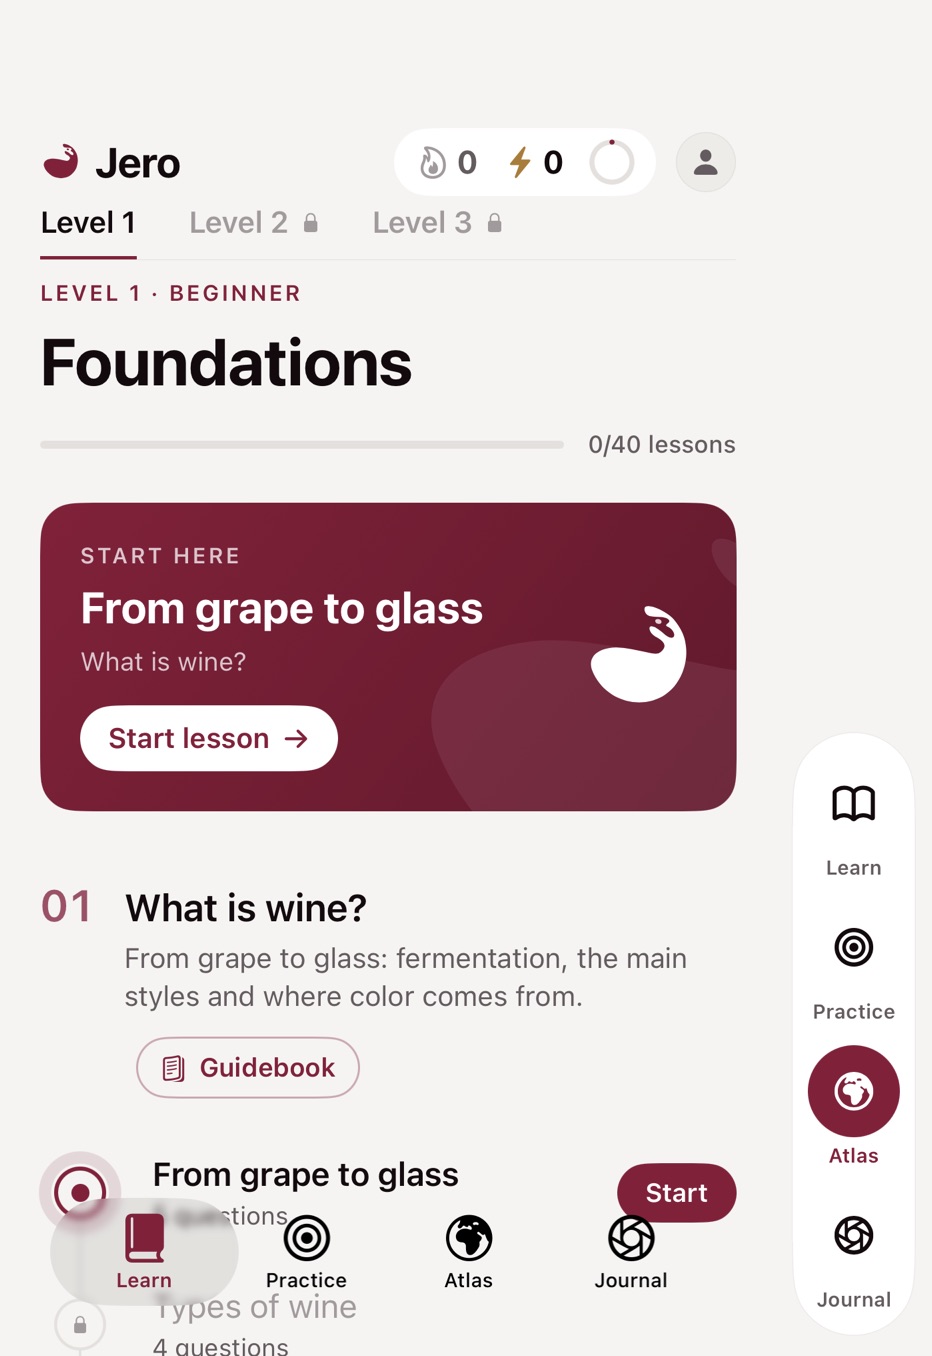 Jero
0 0
Level 1 Level 2 Level 3
LEVEL 1 · BEGINNER
Foundations
0/40 lessons
START HERE
From grape to glass
What is wine?
Start lesson →
01 What is wine?
From grape to glass: fermentation, the main
styles and where color comes from.
Guidebook
From grape to glass
Start
Types of wine
4 questions
Learn Practice Atlas Journal
Learn
Practice
Atlas
Journal